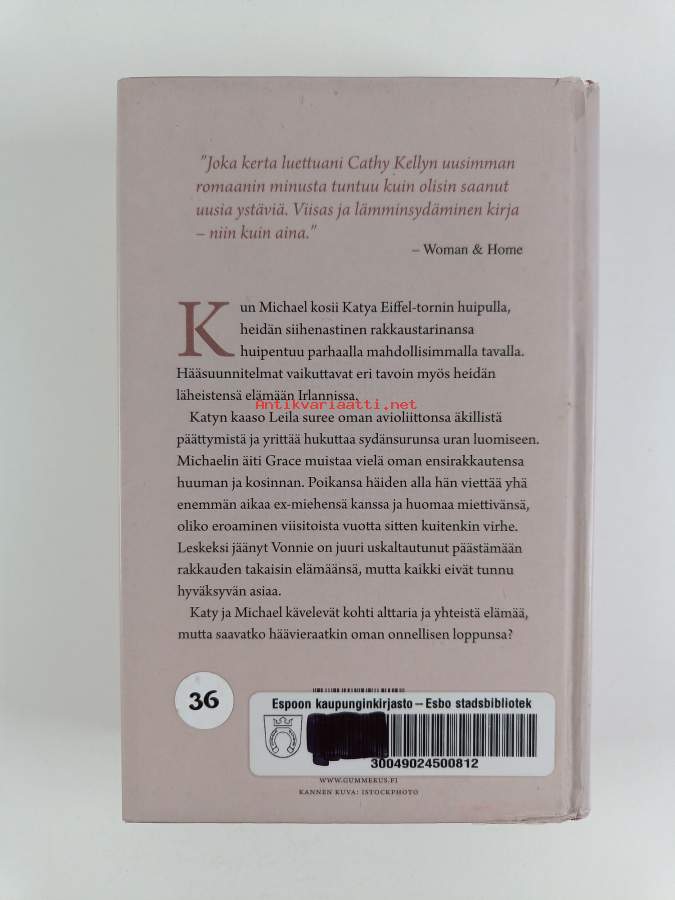 "Joka kerta luettuani Cathy Kellyn uusimman
romaanin minusta tuntuu kuin olisin saanut
uusia ystäviä. Viisas ja lämminsydäminen kirja
– niin kuin aina."
– Woman & Home
Kun Michael kosii Katya Eiffel-tornin huipulla,
heidän siihenastinen rakkaustarinansa
huipentuu parhaalla mahdollisimmalla tavalla.
Hääsuunnitelmat vaikuttavat eri tavoin myös heidän
läheistensä elämään Irlannissa.
Antikvariaatti.net
Katyn kaaso Leila suree oman avioliittonsa äkillistä
päättymistä ja yrittää hukuttaa sydänsurunsa uran luomiseen.
Michaelin äiti Grace muistaa vielä oman ensirakkautensa
huuman ja kosinnan. Poikansa häiden alla hän viettää yhä
enemmän aikaa ex-miehensä kanssa ja huomaa miettivänsä,
oliko eroaminen viisitoista vuotta sitten kuitenkin virhe.
Leskeksi jäänyt Vonnie on juuri uskaltautunut päästämään
rakkauden takaisin elämäänsä, mutta kaikki eivät tunnu
hyväksyvän asiaa.
Katy ja Michael kävelevät kohti alttaria ja yhteistä elämää,
mutta saavatko häävieraatkin oman onnellisen loppunsa?
36
Espoon kaupunginkirjasto – Esbo stadsbibliotek
30049024500812
WWW.GUMMERUS.FI
KANNEN KUVA: ISTOCKPHOTO